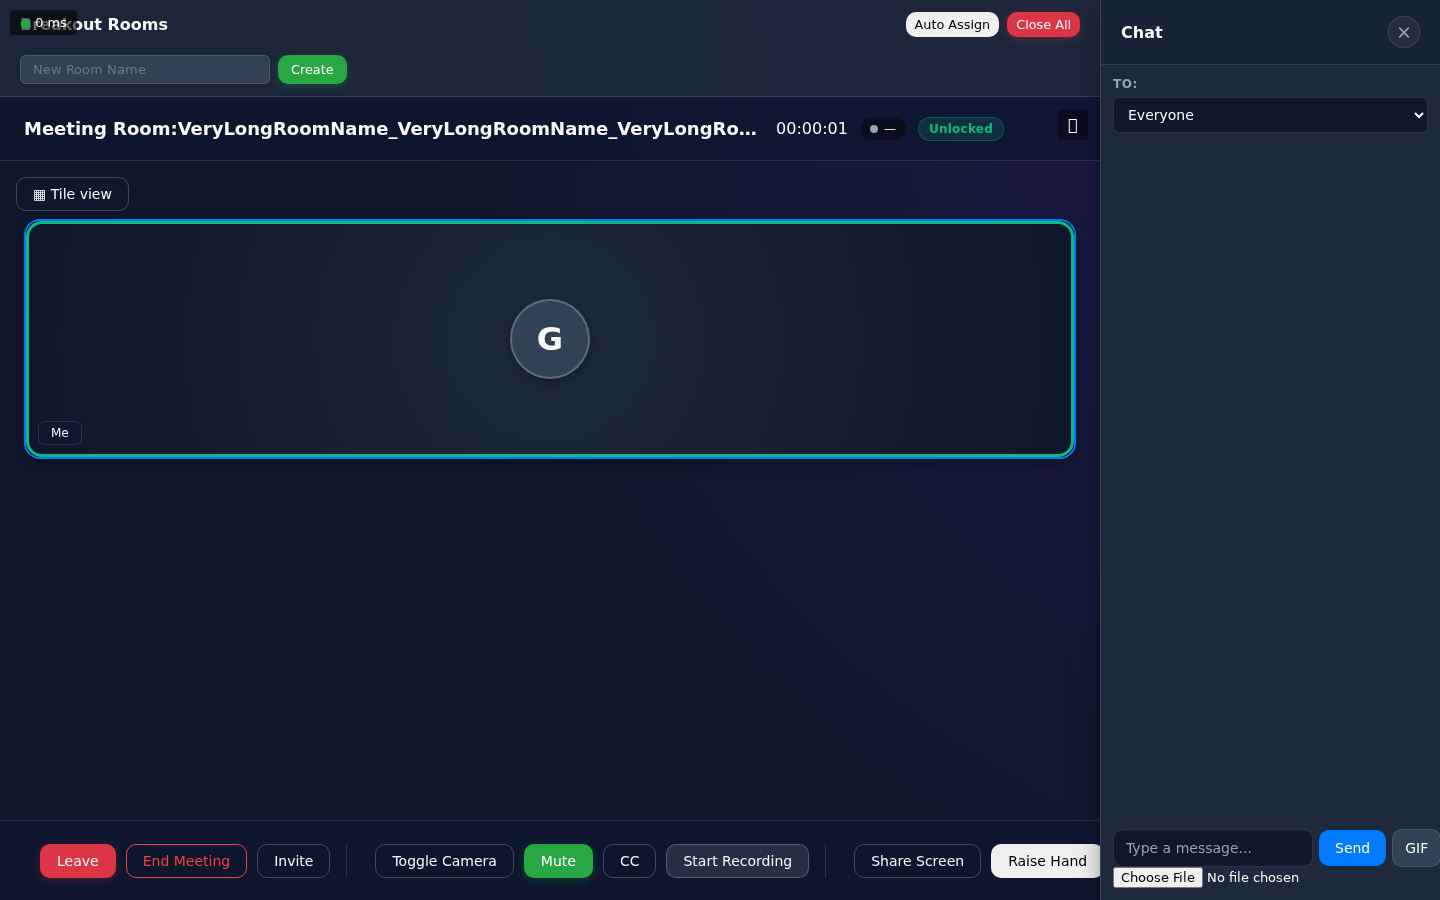 0 ms
Breakout Rooms
Auto Assign
Close All
New Room Name
Create
Meeting Room:VeryLongRoomName_VeryLongRoomName_VeryLongRo...
00:00:01
—
Unlocked
Tile view
G
Me
Leave
End Meeting
Invite
Toggle Camera
Mute
CC
Start Recording
Share Screen
Raise Hand
Chat
TO:
Everyone
Type a message...
Send
GIF
Choose File No file chosen